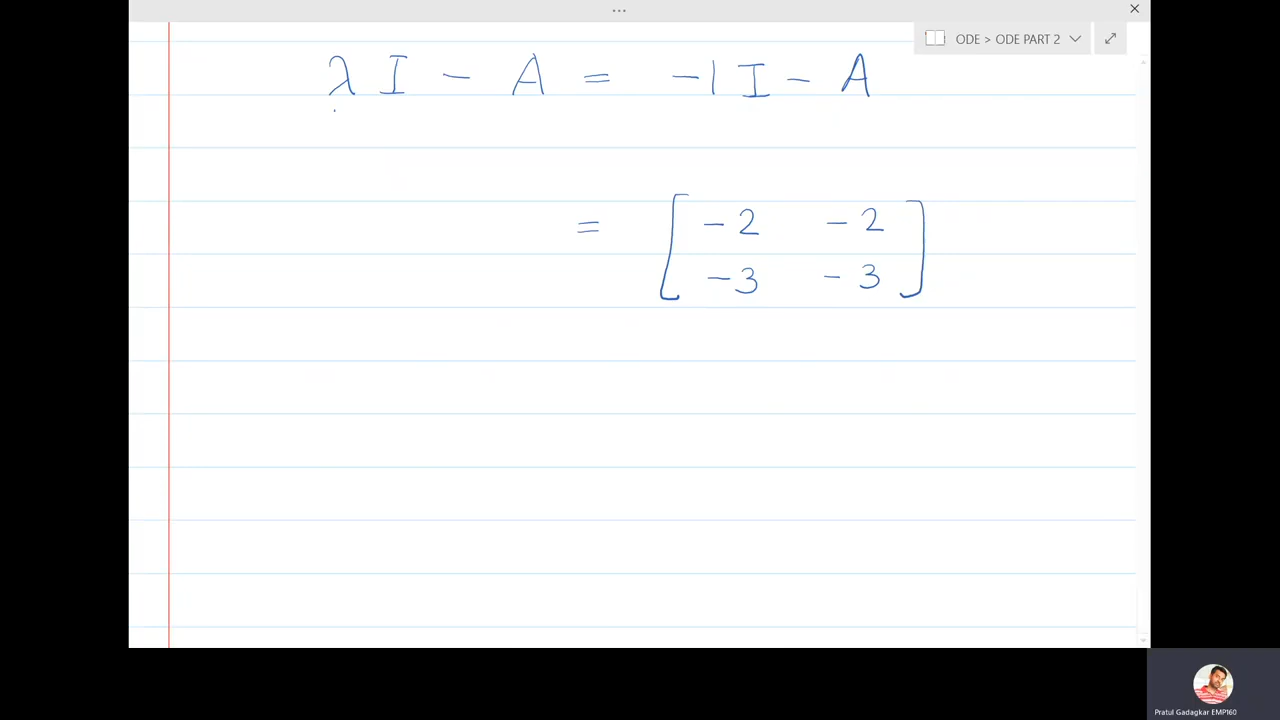 ODE > ODE PART 2
λ I - A = -1 I - A
= [ -2 -2
-3 -3 ]
Pratul Gadagkar EMP160